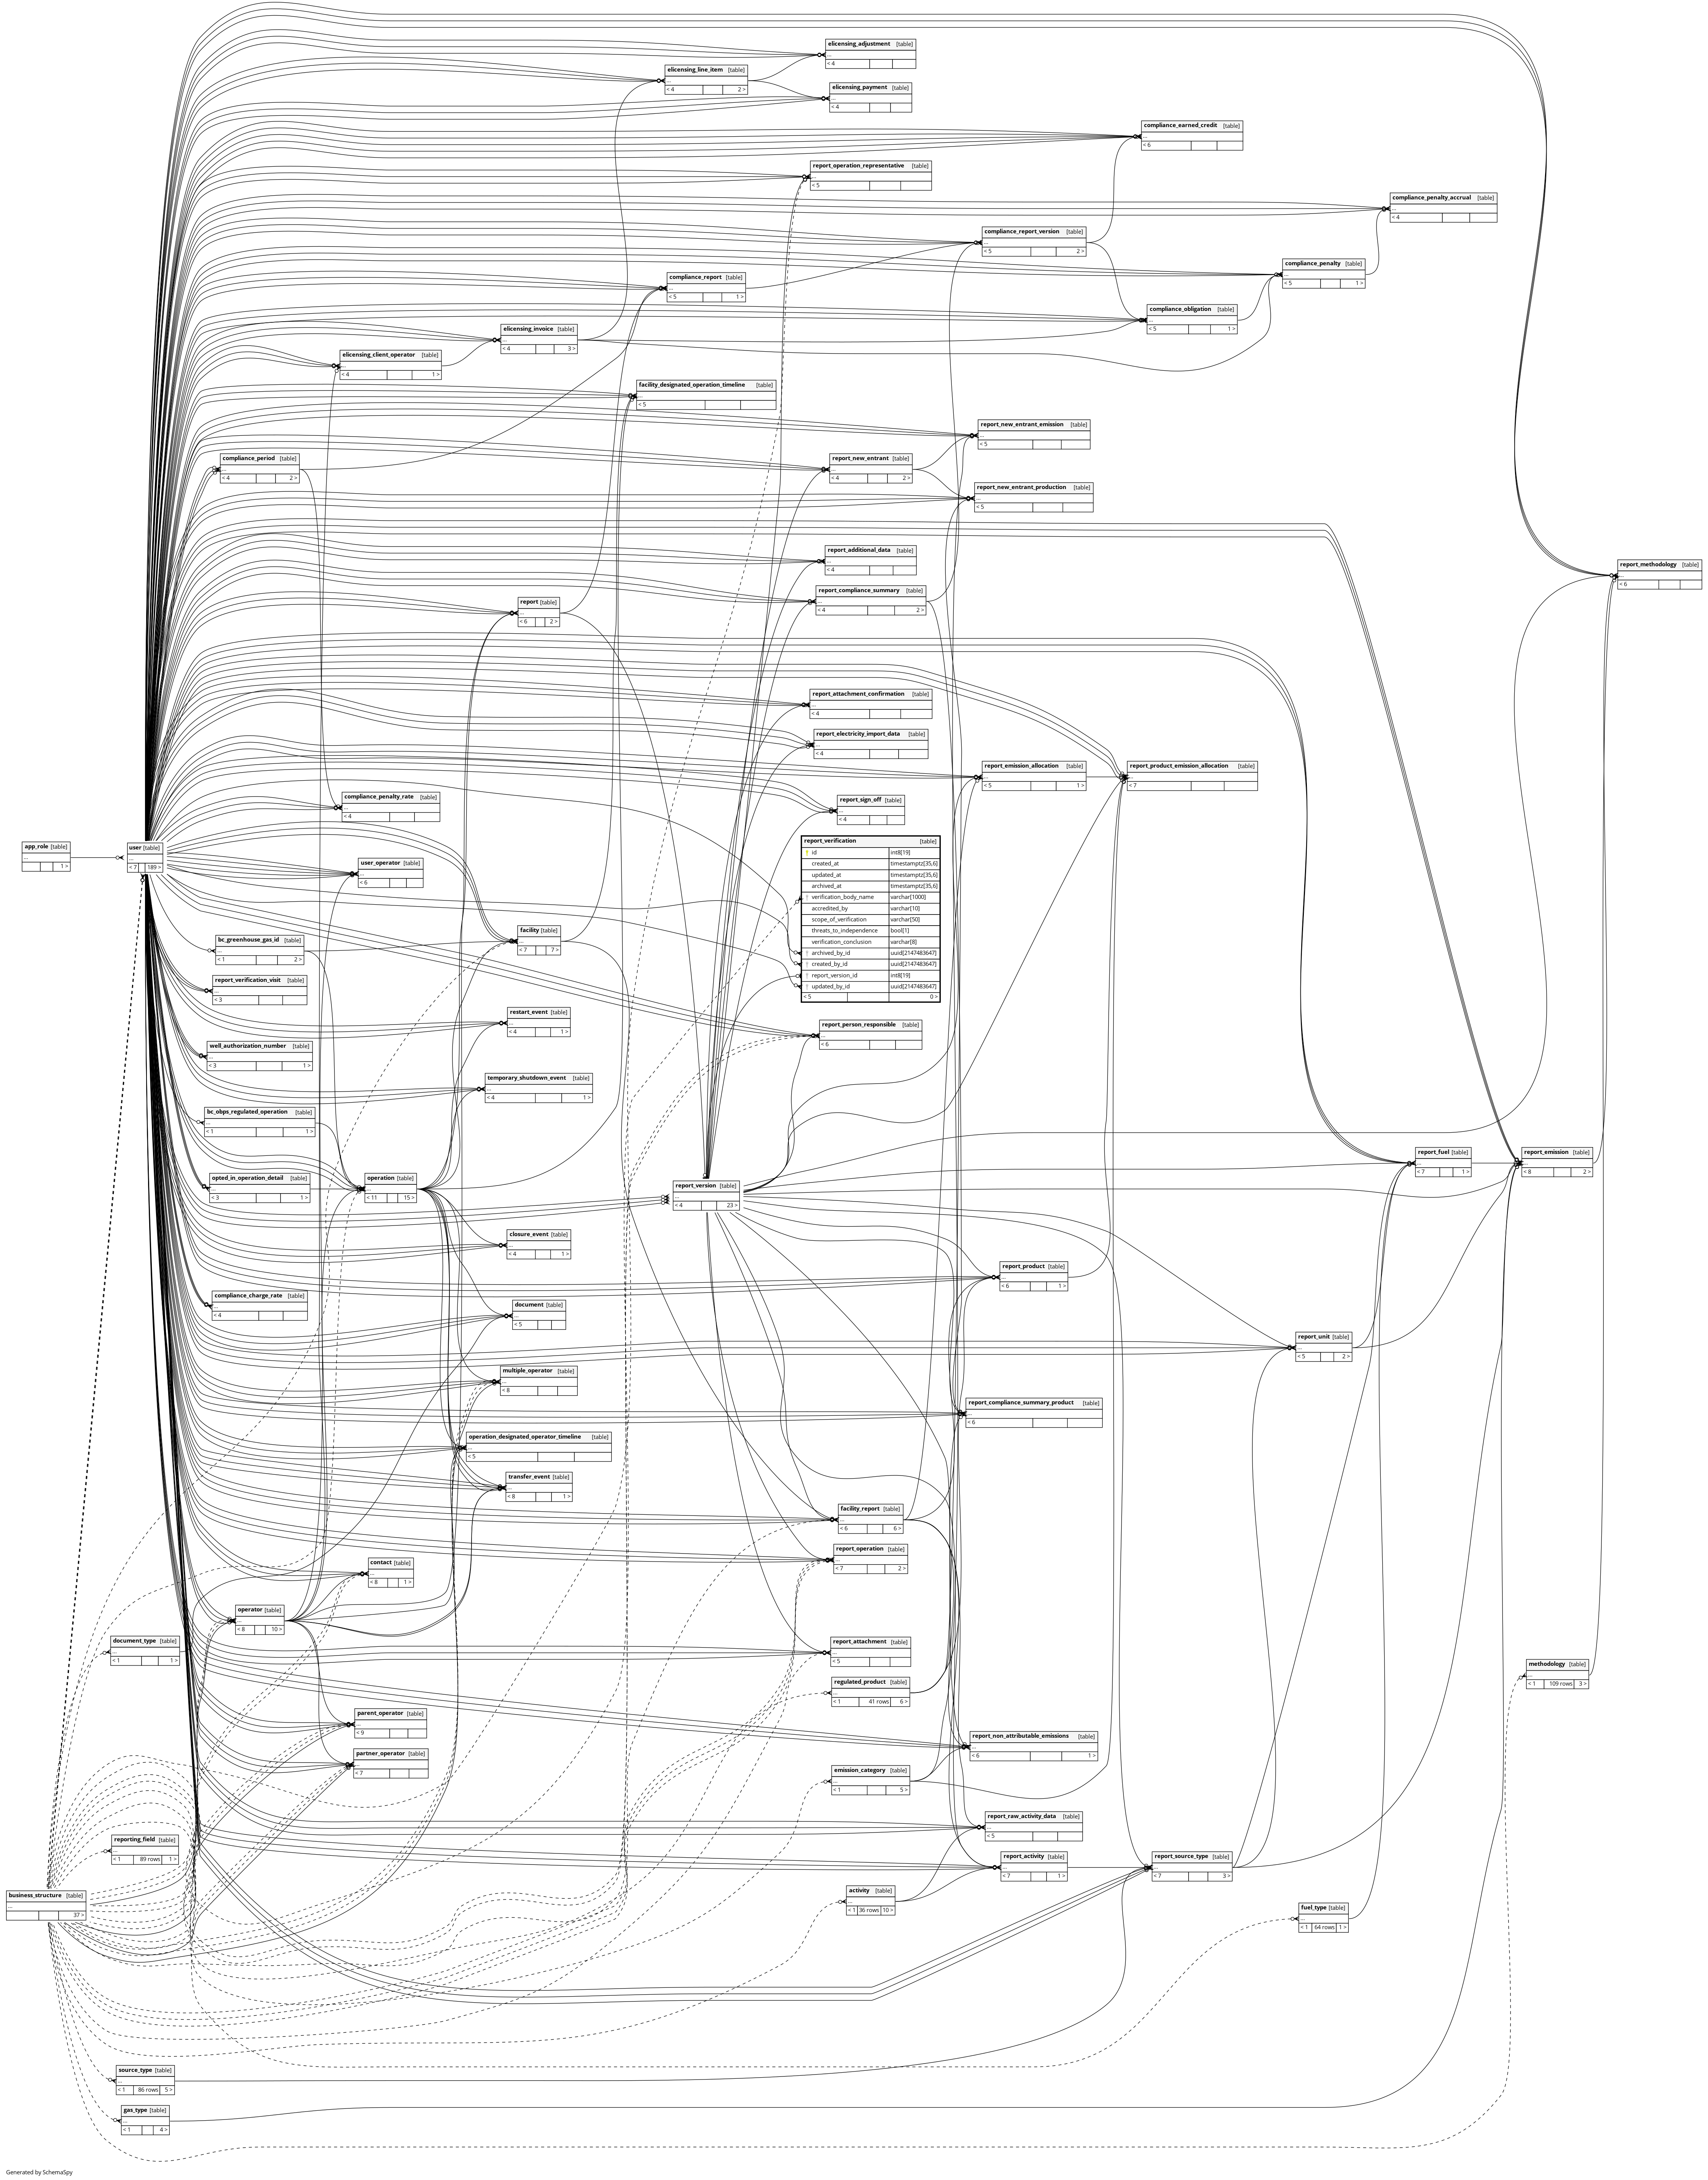 elicensing_adjustment [table]
...
< 4
elicensing_line_item [table]
...
< 4 2 >
elicensing_payment [table]
...
< 4
compliance_earned_credit [table]
...
< 6
report_operation_representative [table]
...
< 5
compliance_penalty_accrual [table]
...
< 4
compliance_report_version [table]
...
< 5 2 >
compliance_penalty [table]
...
< 5 1 >
compliance_report [table]
...
< 5 1 >
compliance_obligation [table]
...
< 5 1 >
elicensing_invoice [table]
...
< 4 3 >
elicensing_client_operator [table]
...
< 4 1 >
facility_designated_operation_timeline [table]
...
< 5
report_new_entrant_emission [table]
...
< 5
compliance_period [table]
...
< 4 2 >
report_new_entrant [table]
...
< 4 2 >
report_new_entrant_production [table]
...
< 5
report_additional_data [table]
...
< 4
report_methodology [table]
...
< 6
report_compliance_summary [table]
...
< 4 2 >
report [table]
...
< 6 2 >
report_attachment_confirmation [table]
...
< 4
report_electricity_import_data [table]
...
< 4
report_emission_allocation [table]
...
< 5 1 >
report_product_emission_allocation [table]
...
< 7
compliance_penalty_rate [table]
...
< 4
report_sign_off [table]
...
< 4
app_role [table]
...
1 >
user [table]
...
< 7 189 >
report_verification [table]
id int8[19]
created_at timestamptz[35,6]
updated_at timestamptz[35,6]
archived_at timestamptz[35,6]
verification_body_name varchar[1000]
accredited_by varchar[10]
scope_of_verification varchar[50]
threats_to_independence bool[1]
verification_conclusion varchar[8]
archived_by_id uuid[2147483647]
created_by_id uuid[2147483647]
report_version_id int8[19]
updated_by_id uuid[2147483647]
< 5 0 >
user_operator [table]
...
< 6
facility [table]
...
< 7 7 >
bc_greenhouse_gas_id [table]
...
< 1 2 >
report_verification_visit [table]
...
< 3
restart_event [table]
...
< 4 1 >
report_person_responsible [table]
...
< 6
well_authorization_number [table]
...
< 3 1 >
temporary_shutdown_event [table]
...
< 4 1 >
bc_obps_regulated_operation [table]
...
< 1 1 >
report_fuel [table]
...
< 7 1 >
report_emission [table]
...
< 8 2 >
opted_in_operation_detail [table]
...
< 3 1 >
operation [table]
...
< 11 15 >
report_version [table]
...
< 4 23 >
closure_event [table]
...
< 4 1 >
report_product [table]
...
< 6 1 >
compliance_charge_rate [table]
...
< 4
document [table]
...
< 5
report_unit [table]
...
< 5 2 >
multiple_operator [table]
...
< 8
report_compliance_summary_product [table]
...
< 6
operation_designated_operator_timeline [table]
...
< 5
transfer_event [table]
...
< 8 1 >
facility_report [table]
...
< 6 6 >
report_operation [table]
...
< 7 2 >
contact [table]
...
< 8 1 >
operator [table]
...
< 8 10 >
document_type [table]
...
< 1 1 >
report_attachment [table]
...
< 5
methodology [table]
...
< 1 109 rows 3 >
regulated_product [table]
...
< 1 41 rows 6 >
parent_operator [table]
...
< 9
report_non_attributable_emissions [table]
...
< 6 1 >
partner_operator [table]
...
< 7
emission_category [table]
...
< 1 5 >
report_raw_activity_data [table]
...
< 5
reporting_field [table]
...
< 1 89 rows 1 >
report_activity [table]
...
< 7 1 >
report_source_type [table]
...
< 7 3 >
business_structure [table]
...
37 >
activity [table]
...
< 1 36 rows 10 >
fuel_type [table]
...
< 1 64 rows 1 >
source_type [table]
...
< 1 86 rows 5 >
gas_type [table]
...
< 1 4 >
Generated by SchemaSpy